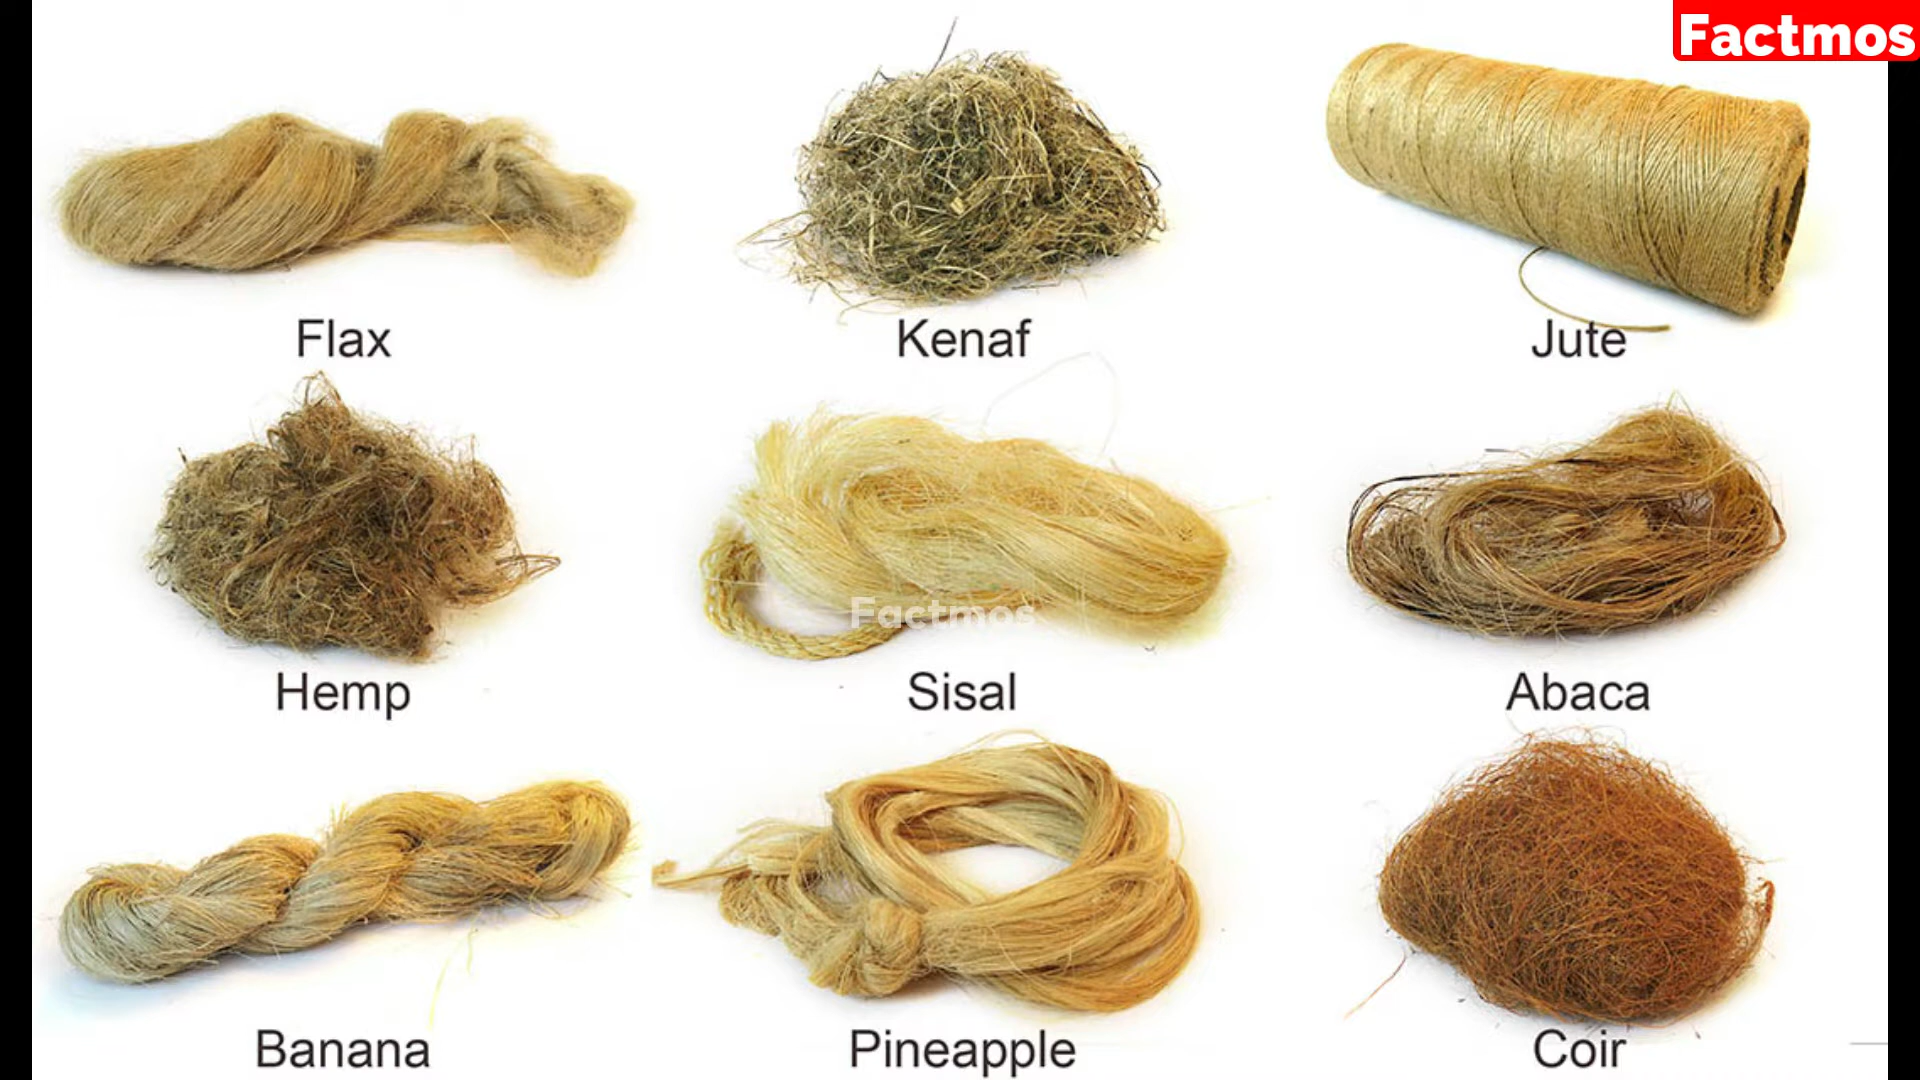 Factmos
Flax
Kenaf
Jute
Hemp
Factmos
Sisal
Abaca
Banana
Pineapple
Coir